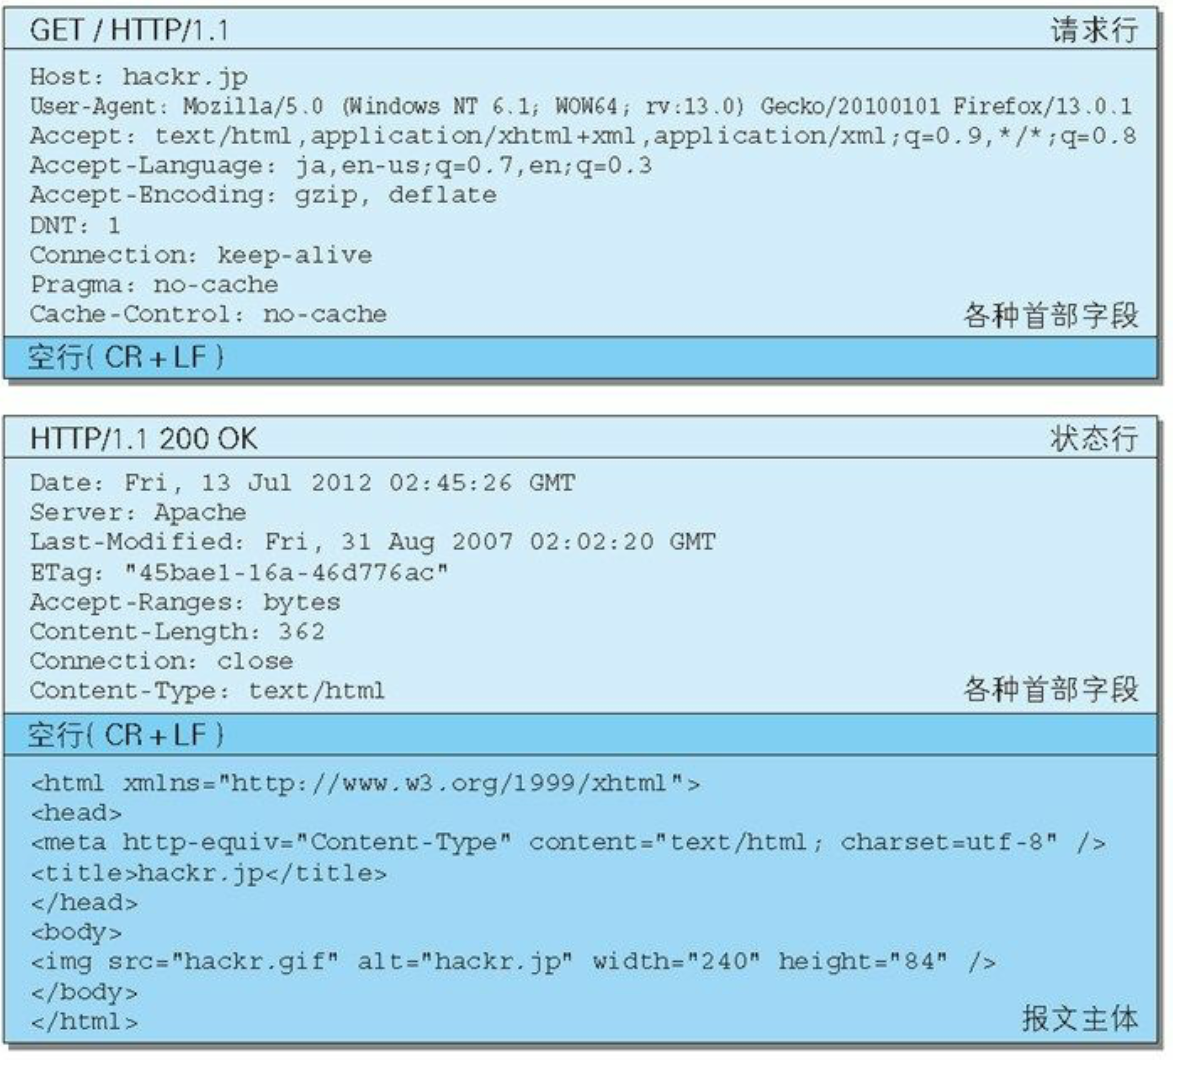 GET / HTTP/1.1 请求行
Host: hackr.jp
User-Agent: Mozilla/5.0 (Windows NT 6.1; WOW64; rv:13.0) Gecko/20100101 Firefox/13.0.1
Accept: text/html,application/xhtml+xml,application/xml;q=0.9,*/*;q=0.8
Accept-Language: ja,en-us;q=0.7,en;q=0.3
Accept-Encoding: gzip, deflate
DNT: 1
Connection: keep-alive
Pragma: no-cache
Cache-Control: no-cache 各种首部字段
空行( CR + LF )
HTTP/1.1 200 OK 状态行
Date: Fri, 13 Jul 2012 02:45:26 GMT
Server: Apache
Last-Modified: Fri, 31 Aug 2007 02:02:20 GMT
ETag: "45bae1-16a-46d776ac"
Accept-Ranges: bytes
Content-Length: 362
Connection: close
Content-Type: text/html 各种首部字段
空行( CR + LF )
<html xmlns="http://www.w3.org/1999/xhtml">
<head>
<meta http-equiv="Content-Type" content="text/html; charset=utf-8" />
<title>hackr.jp</title>
</head>
<body>
<img src="hackr.gif" alt="hackr.jp" width="240" height="84" />
</body>
</html> 报文主体